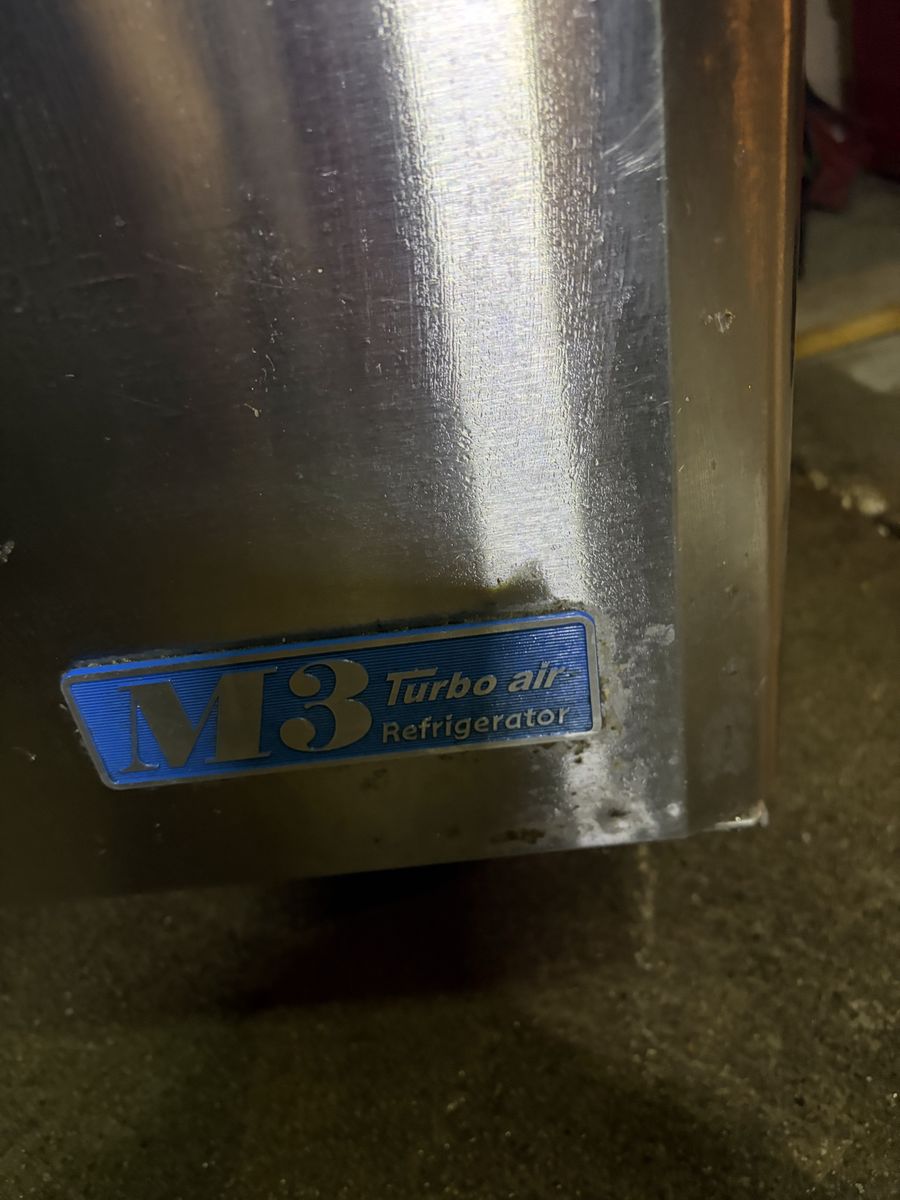 M3 Turbo air
Refrigerator